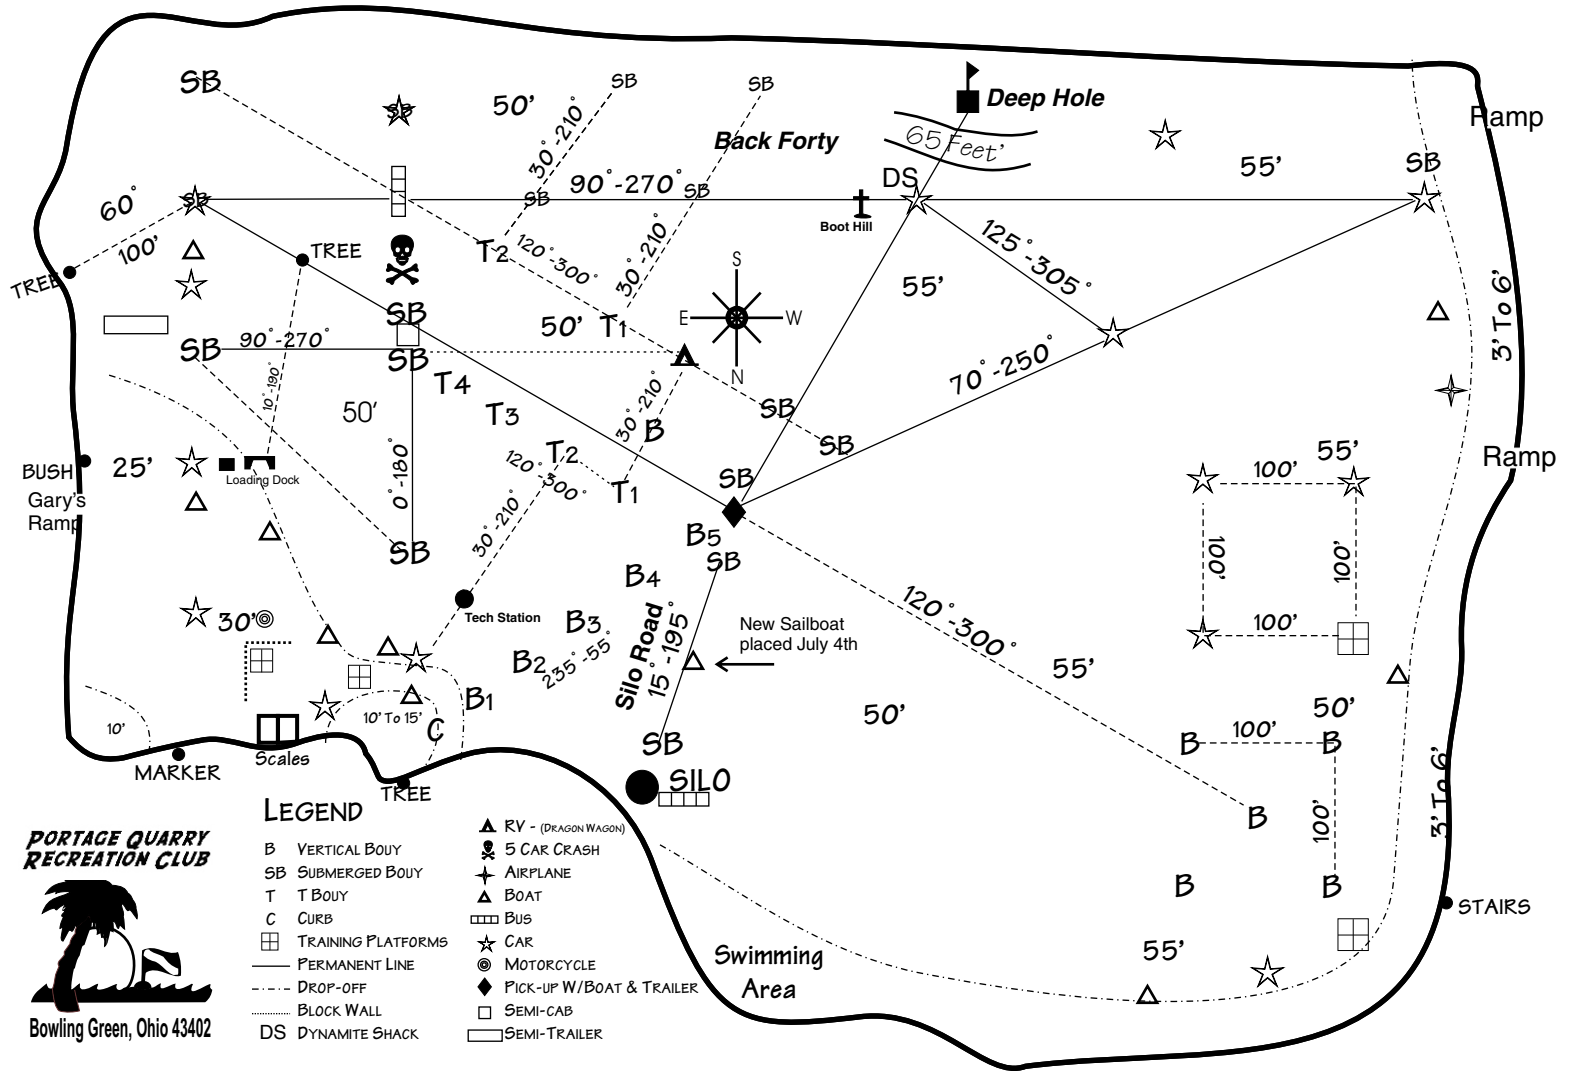 SB
SB
50'
SB
SB
Deep Hole
Back Forty
65 Feet'
Ramp
30°-210°
55'
SB
DS
90°-270°
SB
SB
SB
60°
100'
Boot Hill
TREE
TREE
T2
120°-300°
30°-210°
125°-305°
55'
S
E
W
N
SB
50'
T1
3' To 6'
90°-270°
SB
SB
10°-190°
T4
50'
T3
30°-210°
B
70°-250°
SB
SB
BUSH
25'
Gary's
Ramp
Loading Dock
0°-180°
T2
120°-300°
T1
SB
55'
100'
Ramp
SB
30°-210°
B5
SB
B4
100'
100'
100'
Tech Station
30'
B3
B2
235°-55°
Silo Road
15°-195°
New Sailboat
placed July 4th
120°-300°
55'
B1
10' To 15'
C
10'
50'
50'
B
100'
B
SB
Scales
MARKER
TREE
SILO
3' To 6'
B
100'
B
B
STAIRS
55'
Swimming
Area
LEGEND
B VERTICAL BOUY
SB SUBMERGED BOUY
T T BOUY
C CURB
TRAINING PLATFORMS
PERMANENT LINE
DROP-OFF
BLOCK WALL
DS DYNAMITE SHACK
RV - (DRAGON WAGON)
5 CAR CRASH
AIRPLANE
BOAT
BUS
CAR
MOTORCYCLE
PICK-UP W/BOAT & TRAILER
SEMI-CAB
SEMI-TRAILER
PORTAGE QUARRY
RECREATION CLUB
Bowling Green, Ohio 43402